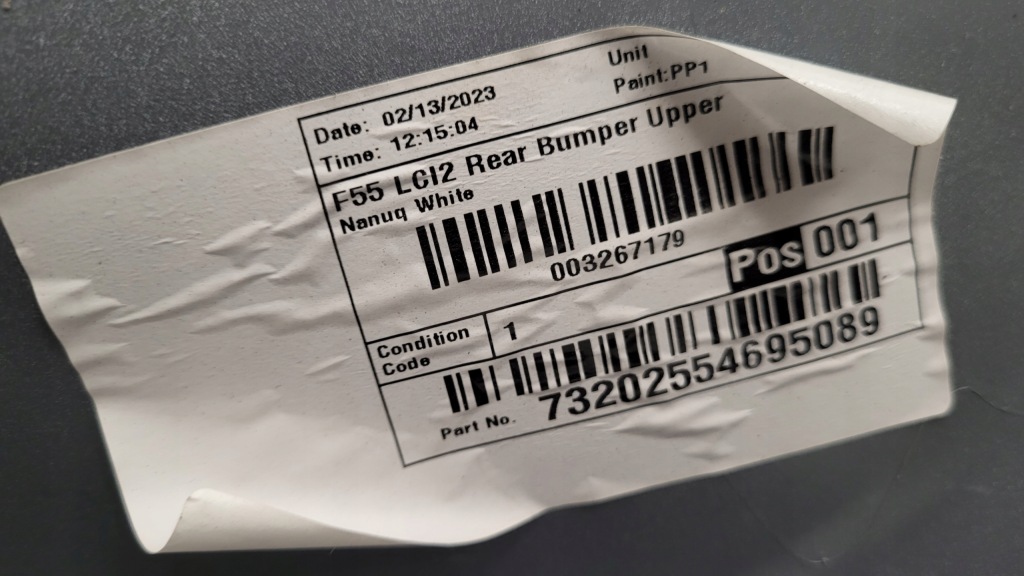 Date: 02/13/2023
Time: 12:15:04
Unit
Paint:PP1
F55 LCI2 Rear Bumper Upper
Nanuq White
003267179
Pos 001
Condition
Code
1
Part No. 73202554695089